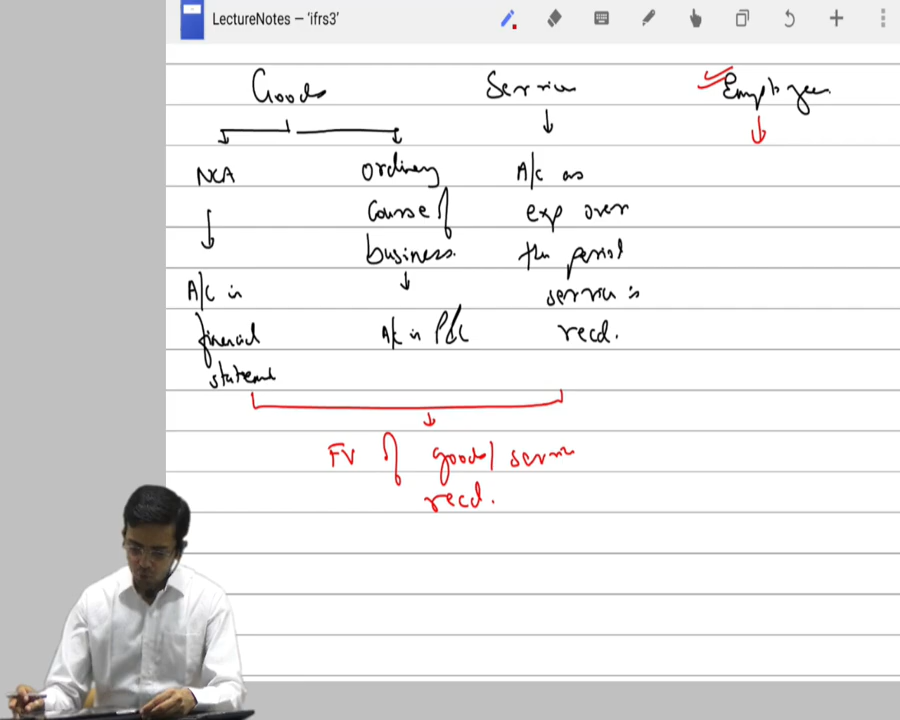 LectureNotes – 'ifrs3'
Goods
Service
Employee
NCA
ordinary
course of
business.
A/c as
exp over
the period
service is
recd.
A/c in
financial
statement
A/c in P&L
FV of goods/service
recd.